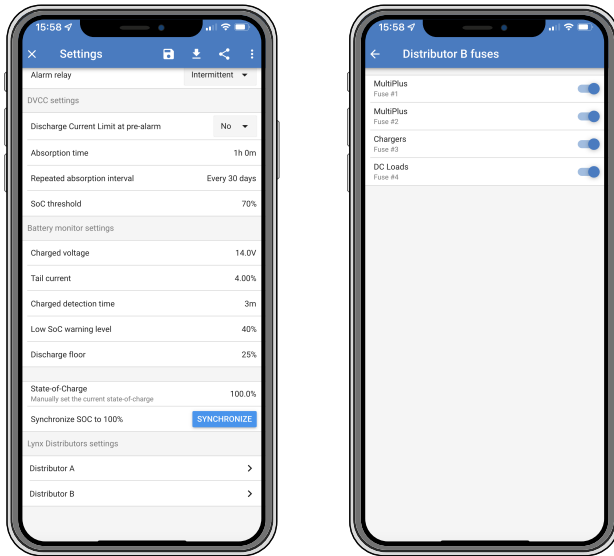 15:58
Settings
Alarm relay Intermittent
DVCC settings
Discharge Current Limit at pre-alarm No
Absorption time 1h 0m
Repeated absorption interval Every 30 days
SoC threshold 70%
Battery monitor settings
Charged voltage 14.0V
Tail current 4.00%
Charged detection time 3m
Low SoC warning level 40%
Discharge floor 25%
State-of-Charge
Manually set the current state-of-charge
100.0%
Synchronize SOC to 100% SYNCHRONIZE
Lynx Distributors settings
Distributor A
Distributor B
15:58
Distributor B fuses
MultiPlus
Fuse #1
MultiPlus
Fuse #2
Chargers
Fuse #3
DC Loads
Fuse #4